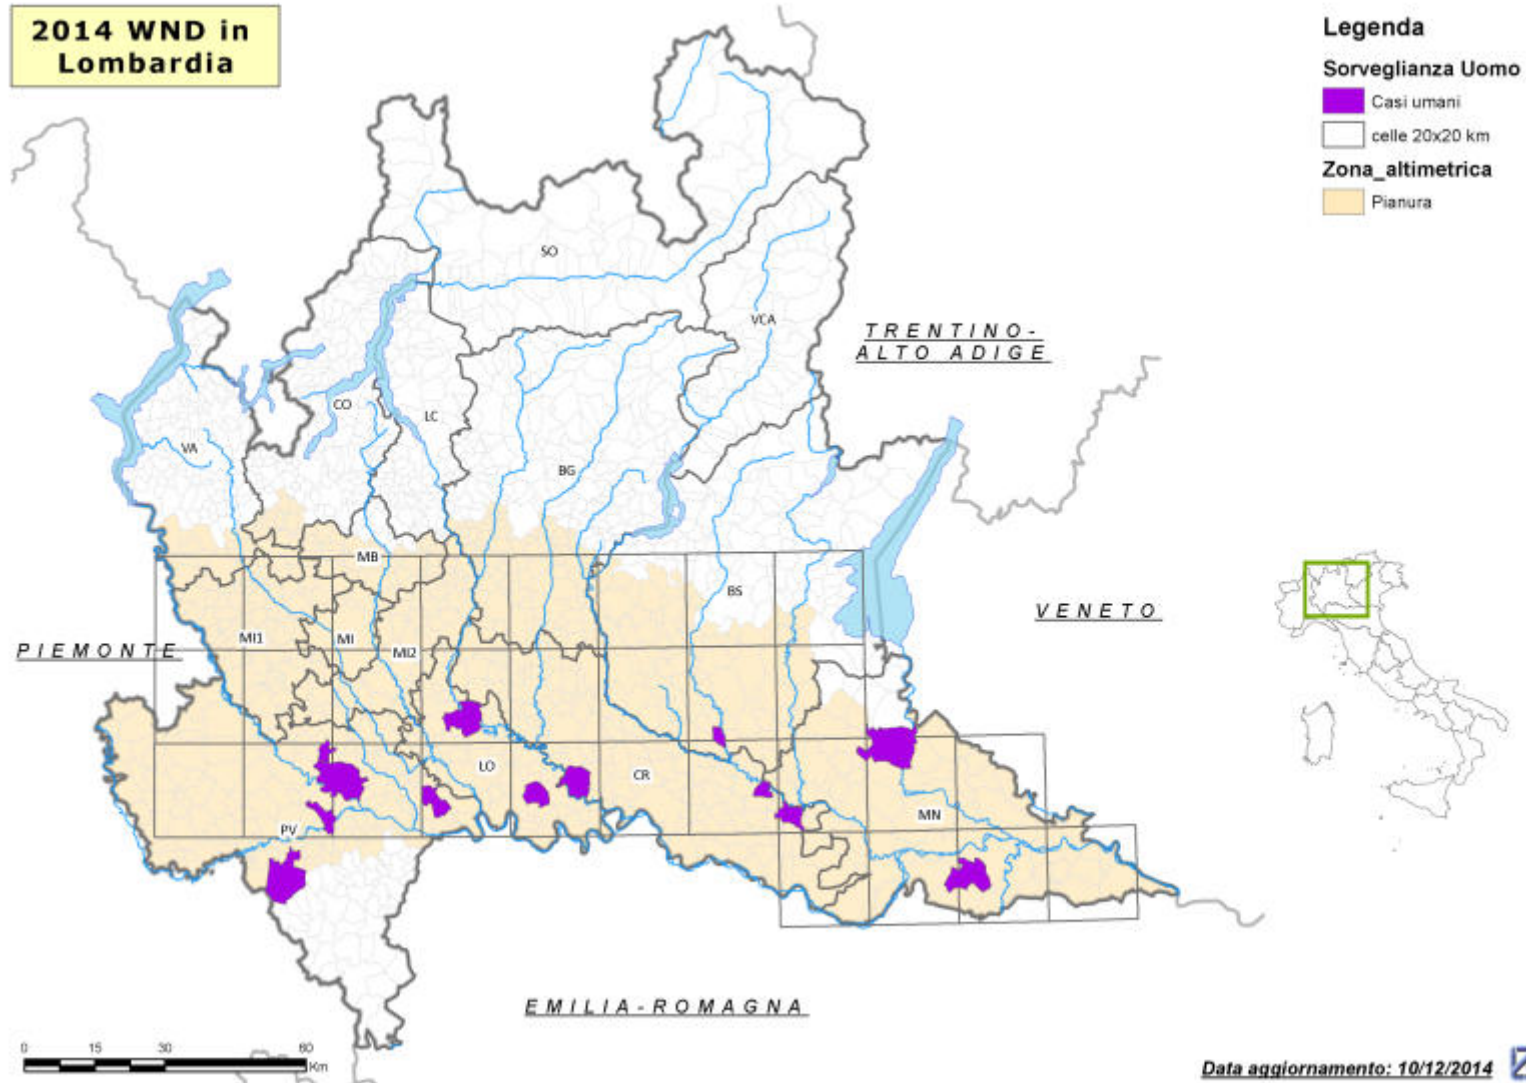 2014 WND in
Lombardia
Legenda
Sorveglianza Uomo
Casi umani
celle 20x20 km
Zona_altimetrica
Pianura
SO
VCA
TRENTINO-
ALTO ADIGE
CO
LC
VA
BG
MB
BS
VENETO
PIEMONTE
MI1
MI
MI2
LO
CR
MN
PV
EMILIA-ROMAGNA
0 15 30 60
Km
Data aggiornamento: 10/12/2014